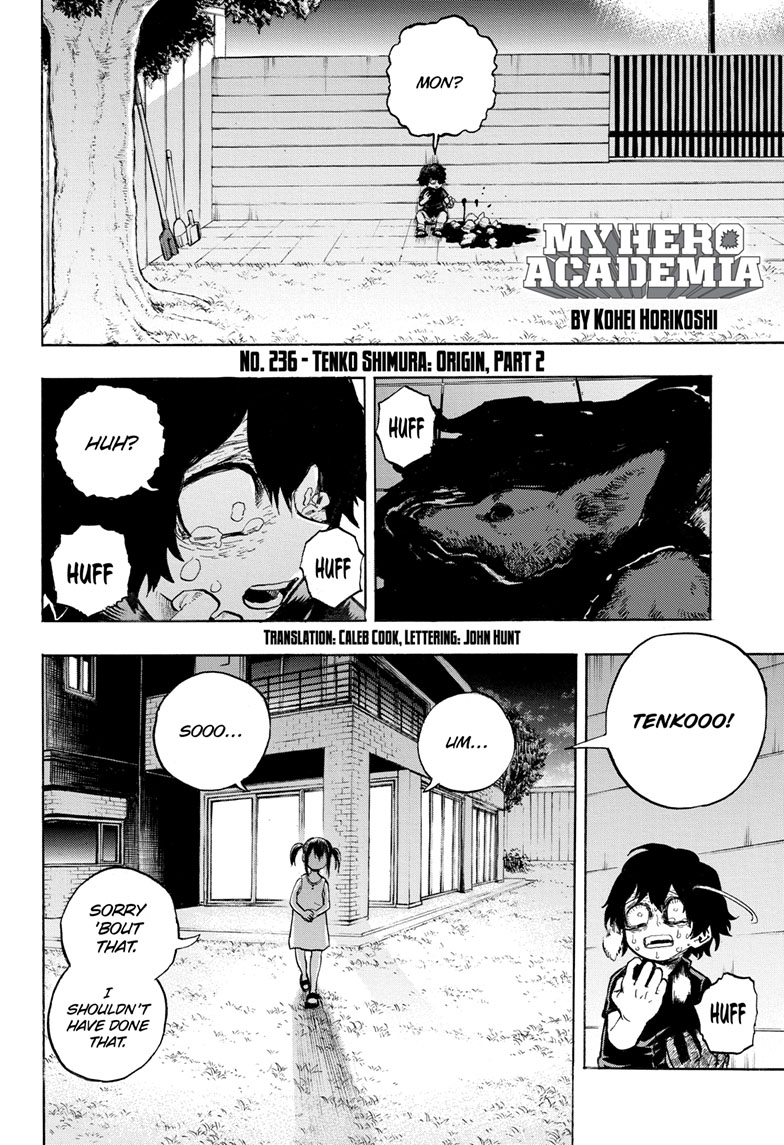 MON?
MY HERO
ACADEMIA
BY KOHEI HORIKOSHI
NO. 236 - TENKO SHIMURA: ORIGIN, PART 2
HUFF
HUH?
HUFF
HUFF
TRANSLATION: CALEB COOK, LETTERING: JOHN HUNT
TENKOOO!
HUFF
UM...
SOOO...
SORRY
'BOUT
THAT.
I
SHOULDN'T
HAVE DONE
THAT.